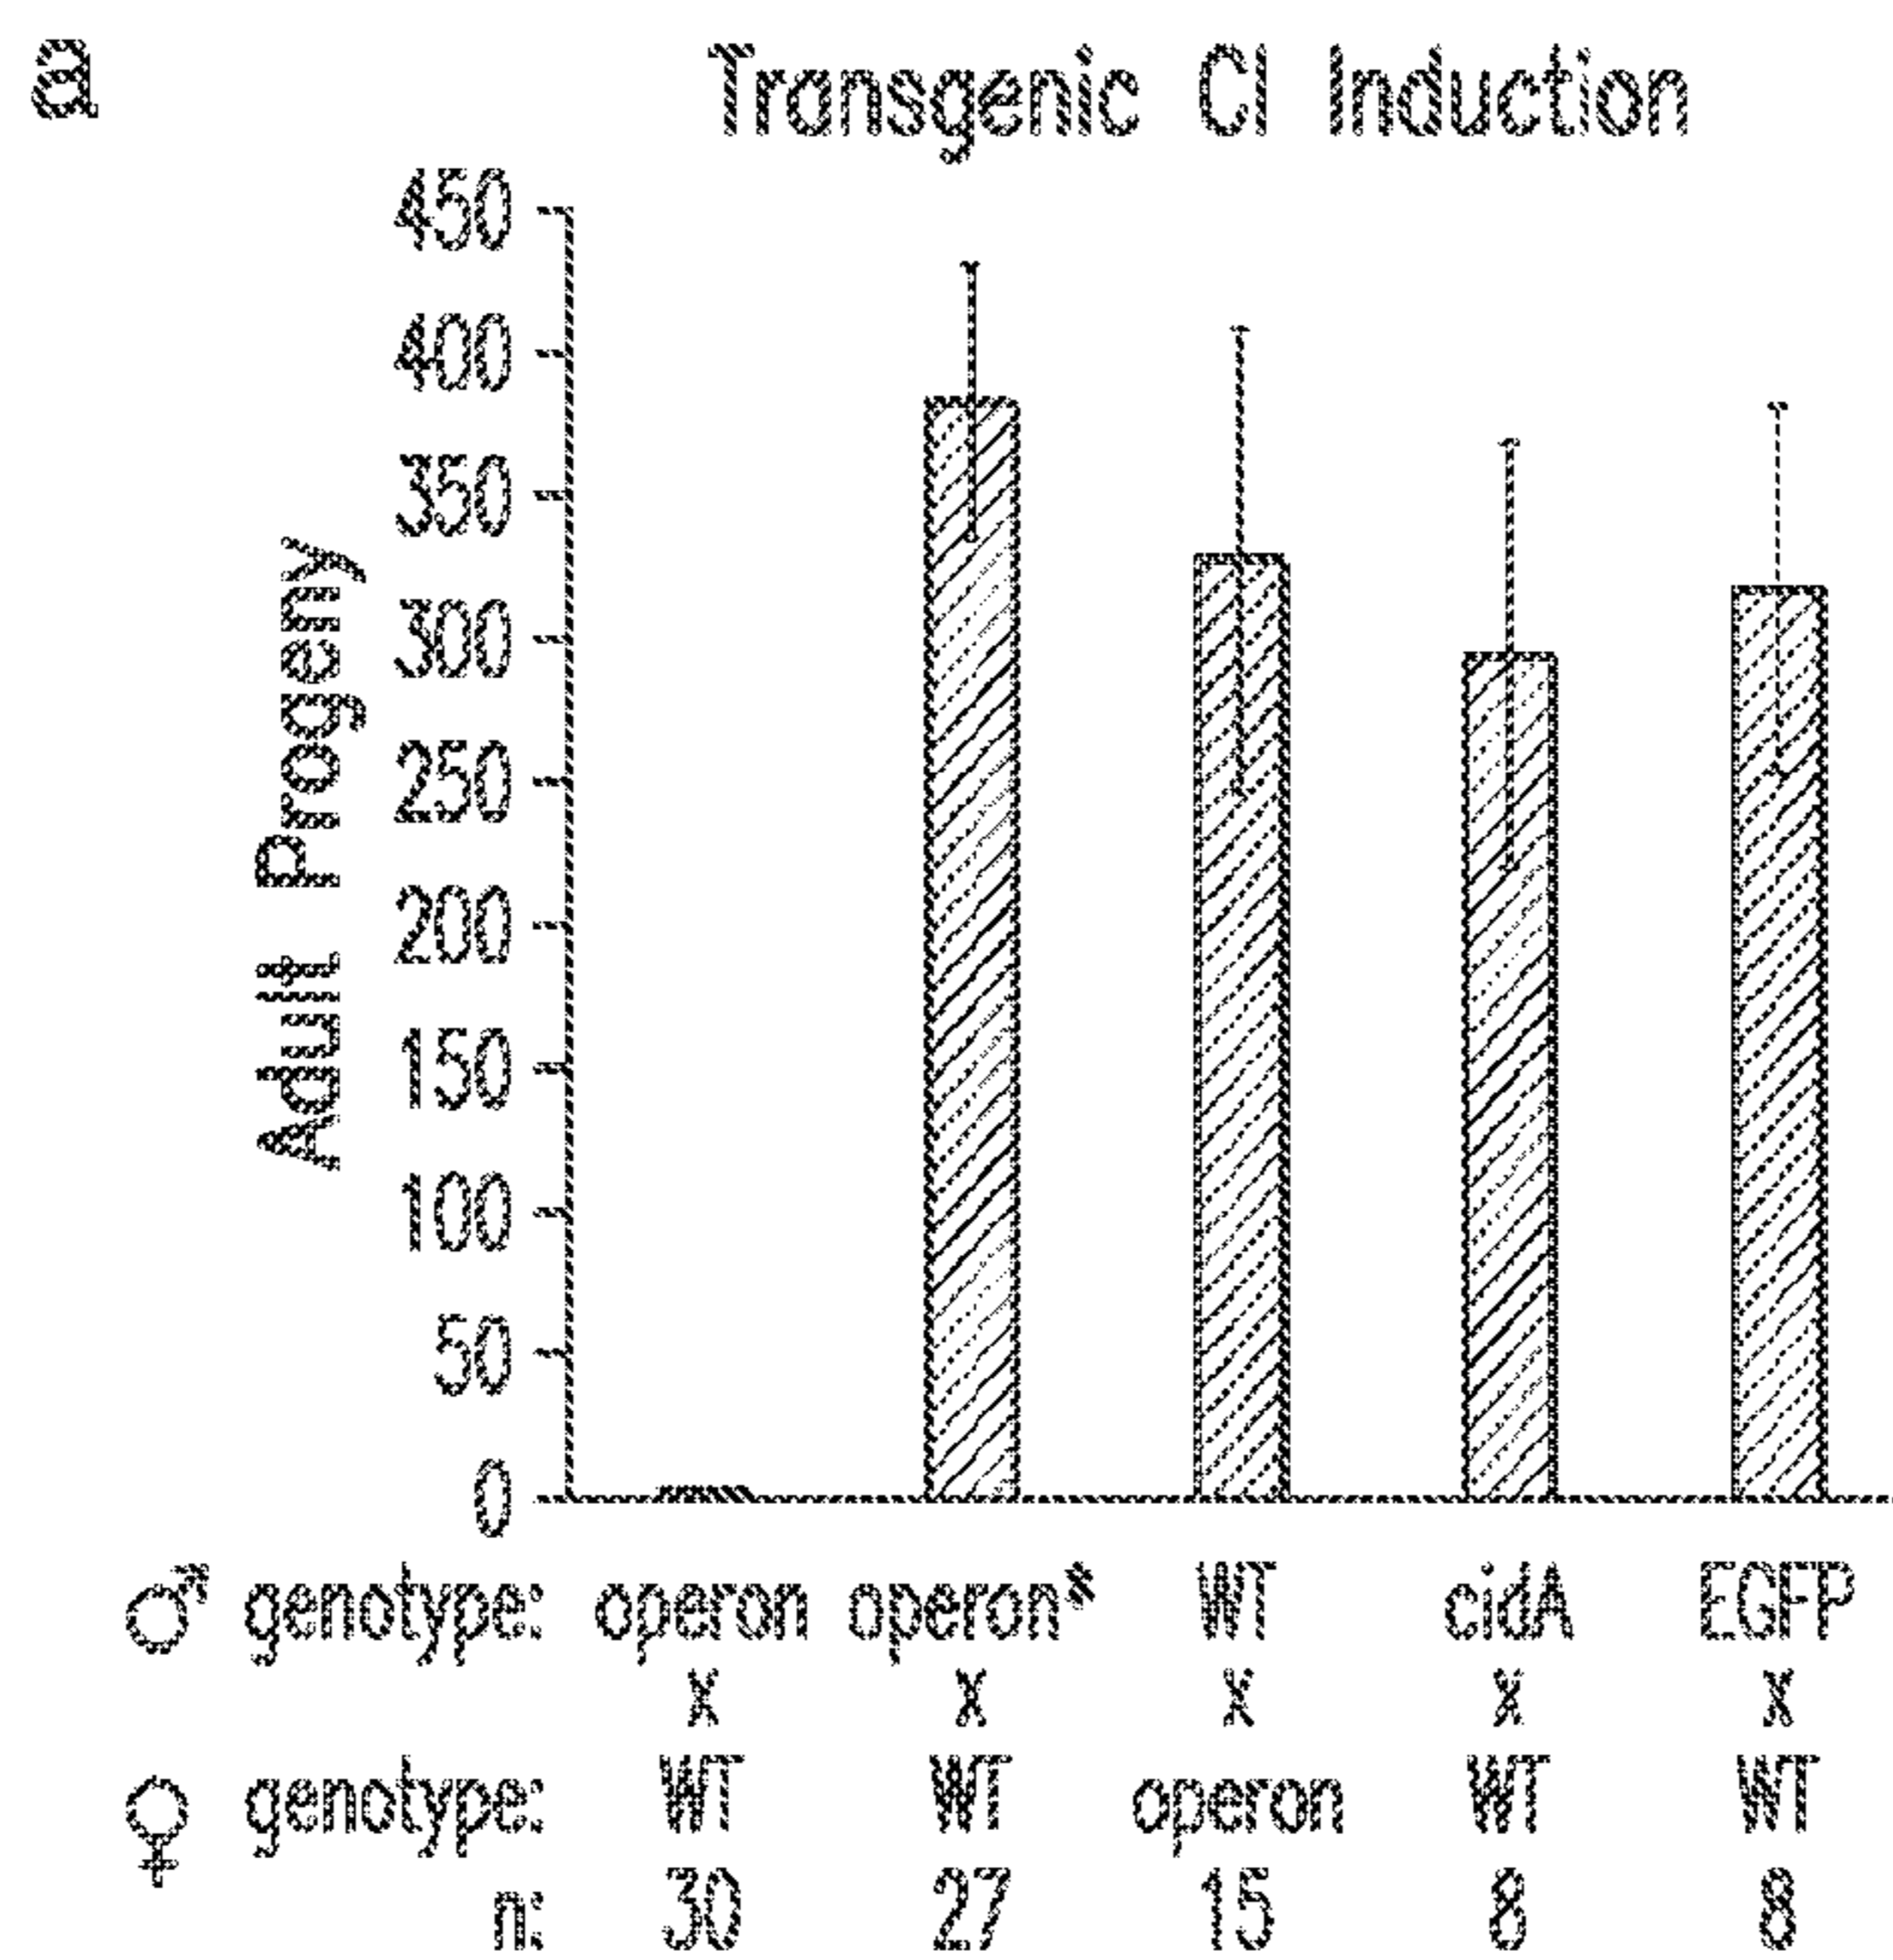 a
Transgenic CI Induction
Adult Progeny
450
400
350
300
250
200
150
100
50
0
♂ genotype: operon operon* WT cidA EGFP
x x x x x
♀ genotype: WT WT operon WT WT
n: 30 27 15 8 8